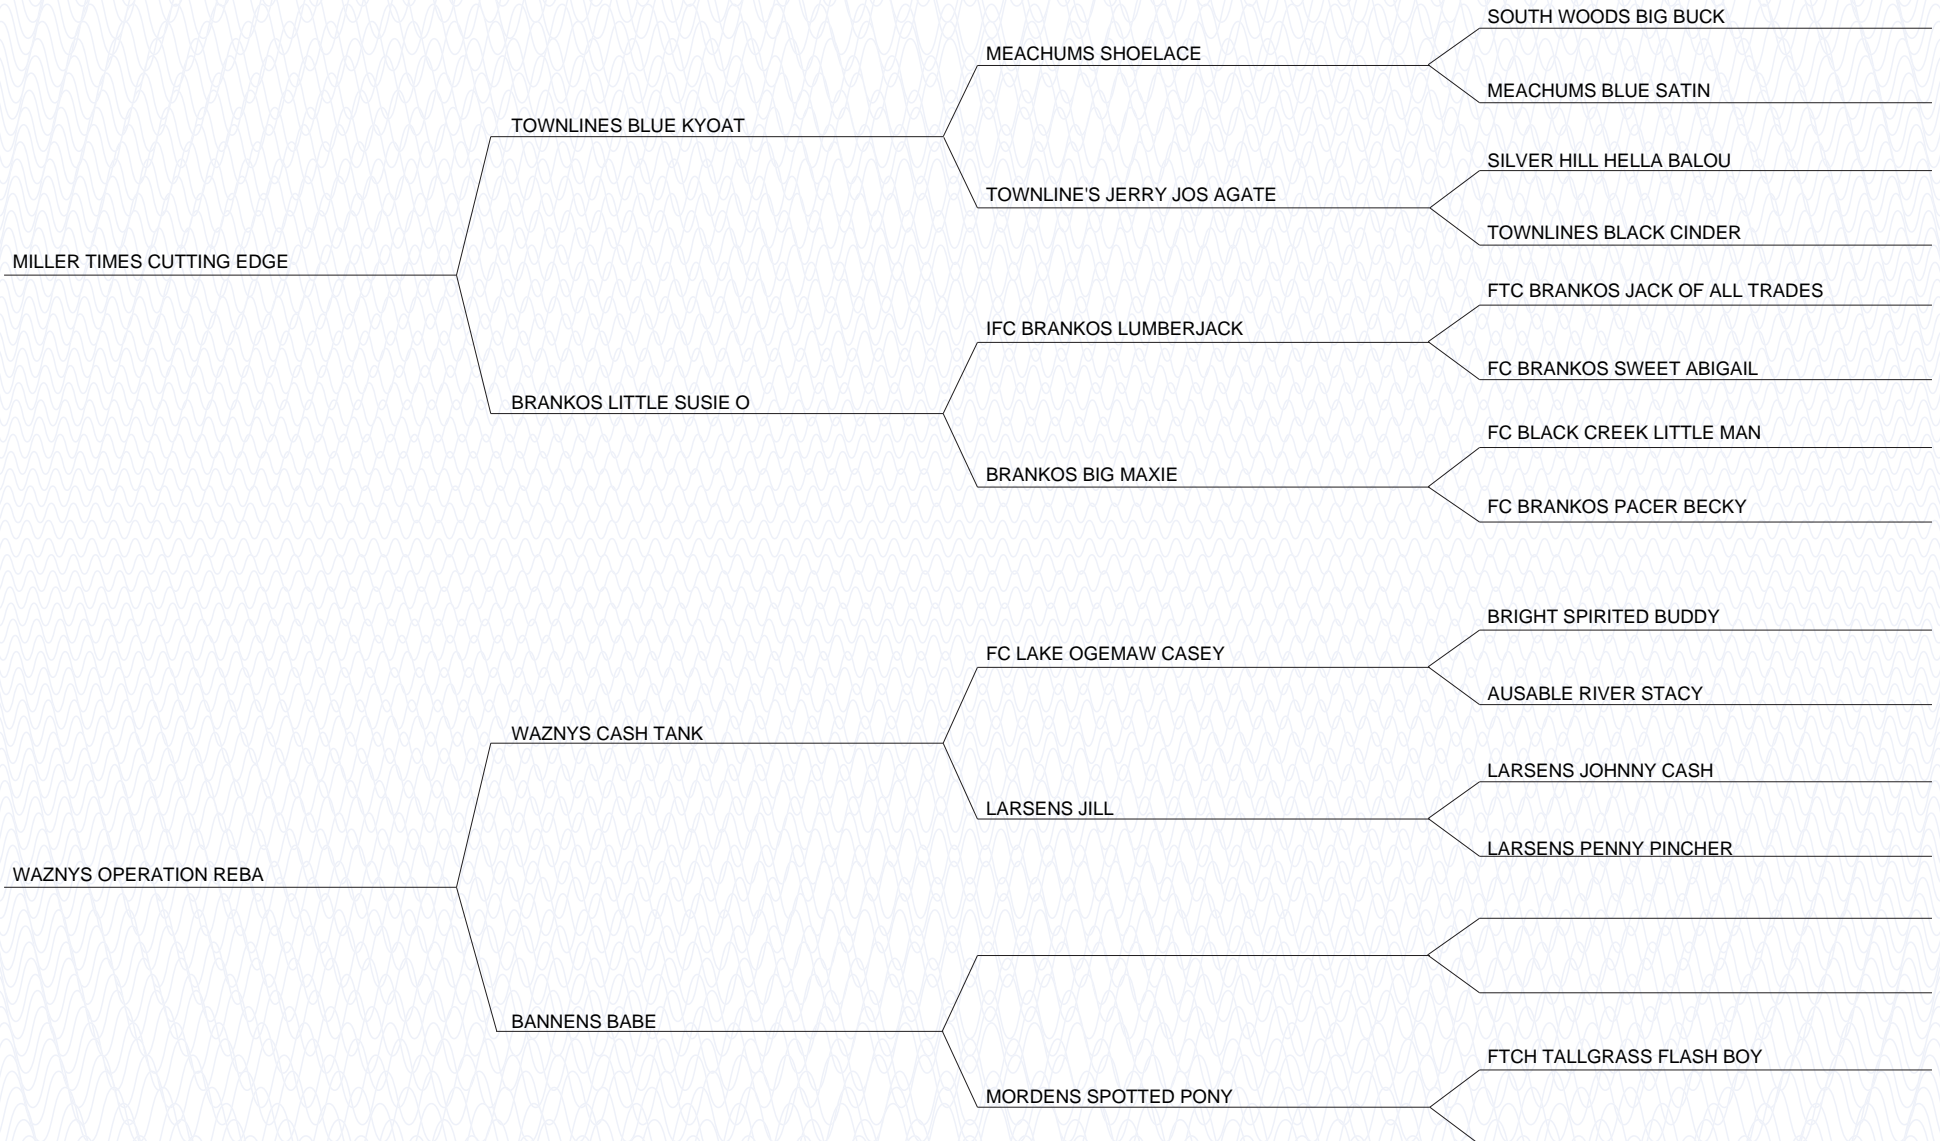 SOUTH WOODS BIG BUCK
MEACHUMS SHOELACE
MEACHUMS BLUE SATIN
TOWNLINES BLUE KYOAT
SILVER HILL HELLA BALOU
TOWNLINE'S JERRY JOS AGATE
TOWNLINES BLACK CINDER
MILLER TIMES CUTTING EDGE
FTC BRANKOS JACK OF ALL TRADES
IFC BRANKOS LUMBERJACK
FC BRANKOS SWEET ABIGAIL
BRANKOS LITTLE SUSIE O
FC BLACK CREEK LITTLE MAN
BRANKOS BIG MAXIE
FC BRANKOS PACER BECKY
BRIGHT SPIRITED BUDDY
FC LAKE OGEMAW CASEY
AUSABLE RIVER STACY
WAZNYS CASH TANK
LARSENS JOHNNY CASH
LARSENS JILL
LARSENS PENNY PINCHER
WAZNYS OPERATION REBA
BANNENS BABE
FTCH TALLGRASS FLASH BOY
MORDENS SPOTTED PONY